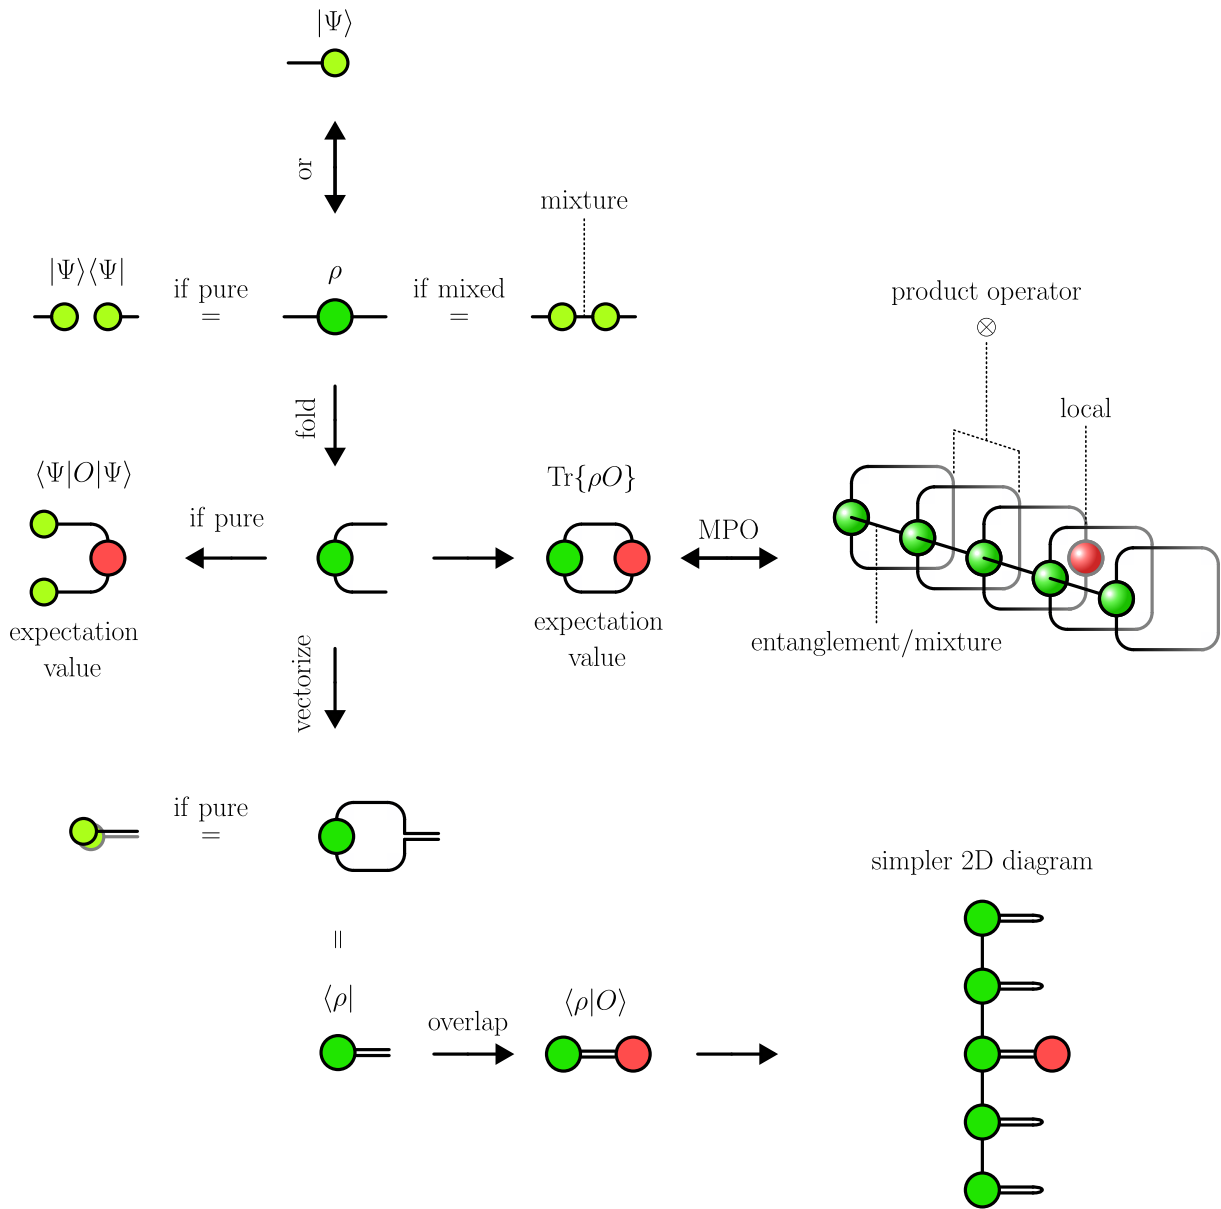 |Ψ⟩
or
mixture
|Ψ⟩⟨Ψ|
if pure
=
ρ
if mixed
=
product operator
⊗
local
fold
⟨Ψ|O|Ψ⟩
if pure
Tr{ρO}
MPO
expectation
value
expectation
value
entanglement/mixture
vectorize
if pure
=
simpler 2D diagram
=
⟨ρ|
overlap
⟨ρ|O⟩